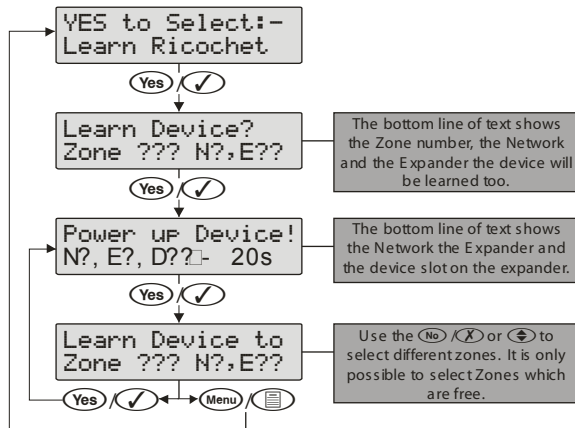 YES to Select:-
Learn Ricochet
Yes / ✓
Learn Device?
Zone ??? N?,E??
The bottom line of text shows
the Zone number, the Network
and the Expander the device will
be learned too.
Yes / ✓
Power up Device!
N?, E?, D??□- 20s
The bottom line of text shows
the Network the Expander and
the device slot on the expander.
Yes / ✓
Learn Device to
Zone ??? N?,E??
Use the No / X or to
select different zones. It is only
possible to select Zones which
are free.
Yes / ✓
Menu /